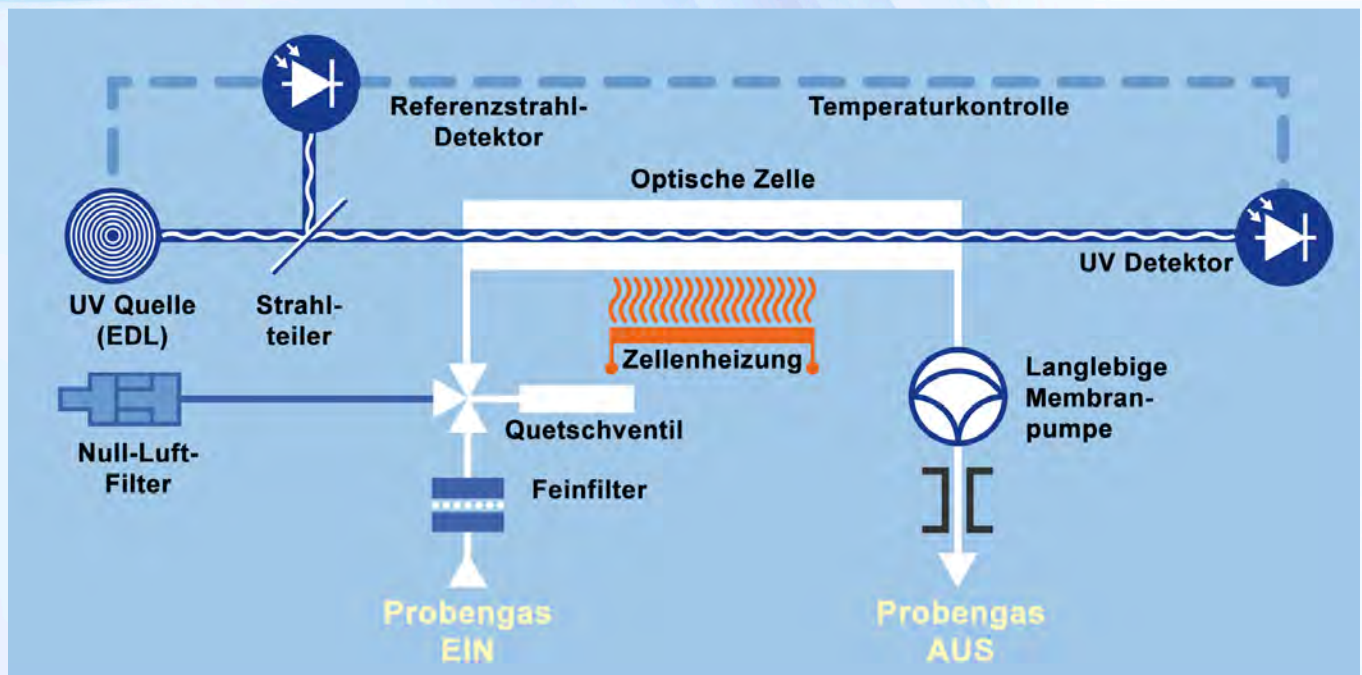 Referenzstrahl-
Detektor
Temperaturkontrolle
Optische Zelle
UV Detektor
UV Quelle
(EDL)
Strahl-
teiler
Zellenheizung
Langlebige
Membran-
pumpe
Quetschventil
Null-Luft-
Filter
Feinfilter
Probengas
EIN
Probengas
AUS